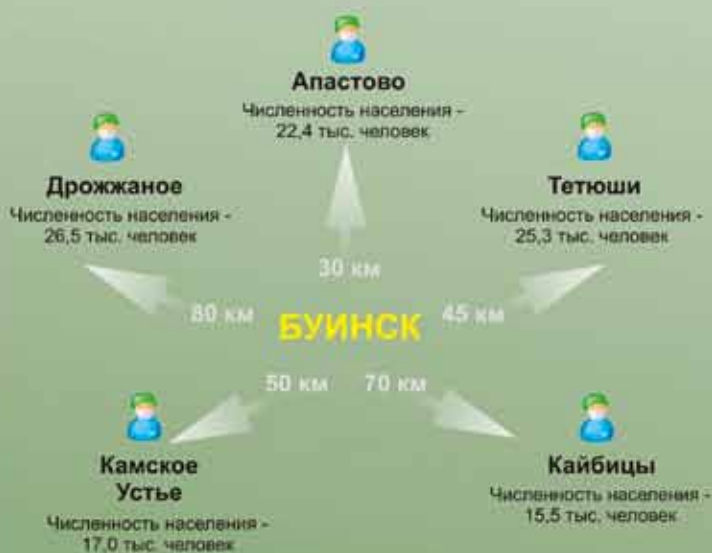 Апастово
Численность населения -
22,4 тыс. человек
Дрожжаное
Численность населения -
26,5 тыс. человек
Тетюши
Численность населения -
25,3 тыс. человек
30 км
80 км
БУИНСК
45 км
50 км
70 км
Камское
Устье
Численность населения -
17,0 тыс. человек
Кайбицы
Численность населения -
15,5 тыс. человек